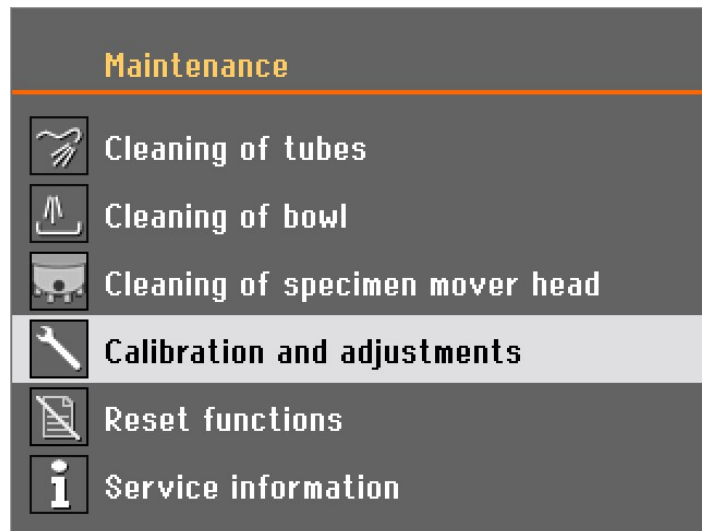 Maintenance
Cleaning of tubes
Cleaning of bowl
Cleaning of specimen mover head
Calibration and adjustments
Reset functions
Service information